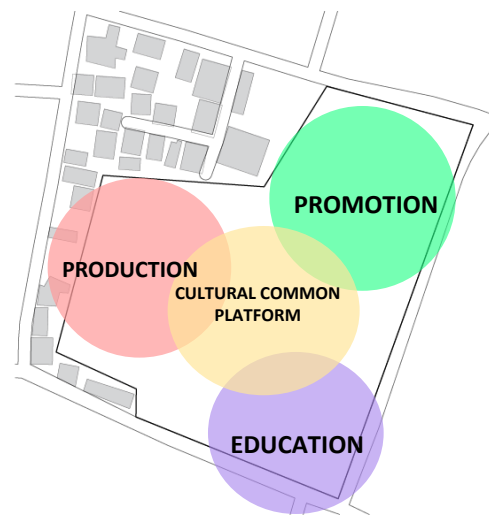 PROMOTION
PRODUCTION
CULTURAL COMMON
PLATFORM
EDUCATION